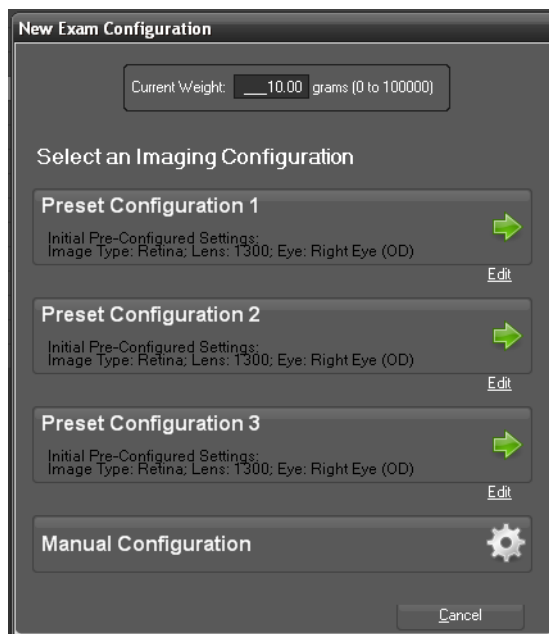 New Exam Configuration
Current Weight: ___10.00 grams (0 to 100000)
Select an Imaging Configuration
Preset Configuration 1
Initial Pre-Configured Settings:
Image Type: Retina; Lens: 1300; Eye: Right Eye (OD)
Edit
Preset Configuration 2
Initial Pre-Configured Settings:
Image Type: Retina; Lens: 1300; Eye: Right Eye (OD)
Edit
Preset Configuration 3
Initial Pre-Configured Settings:
Image Type: Retina; Lens: 1300; Eye: Right Eye (OD)
Edit
Manual Configuration
Cancel